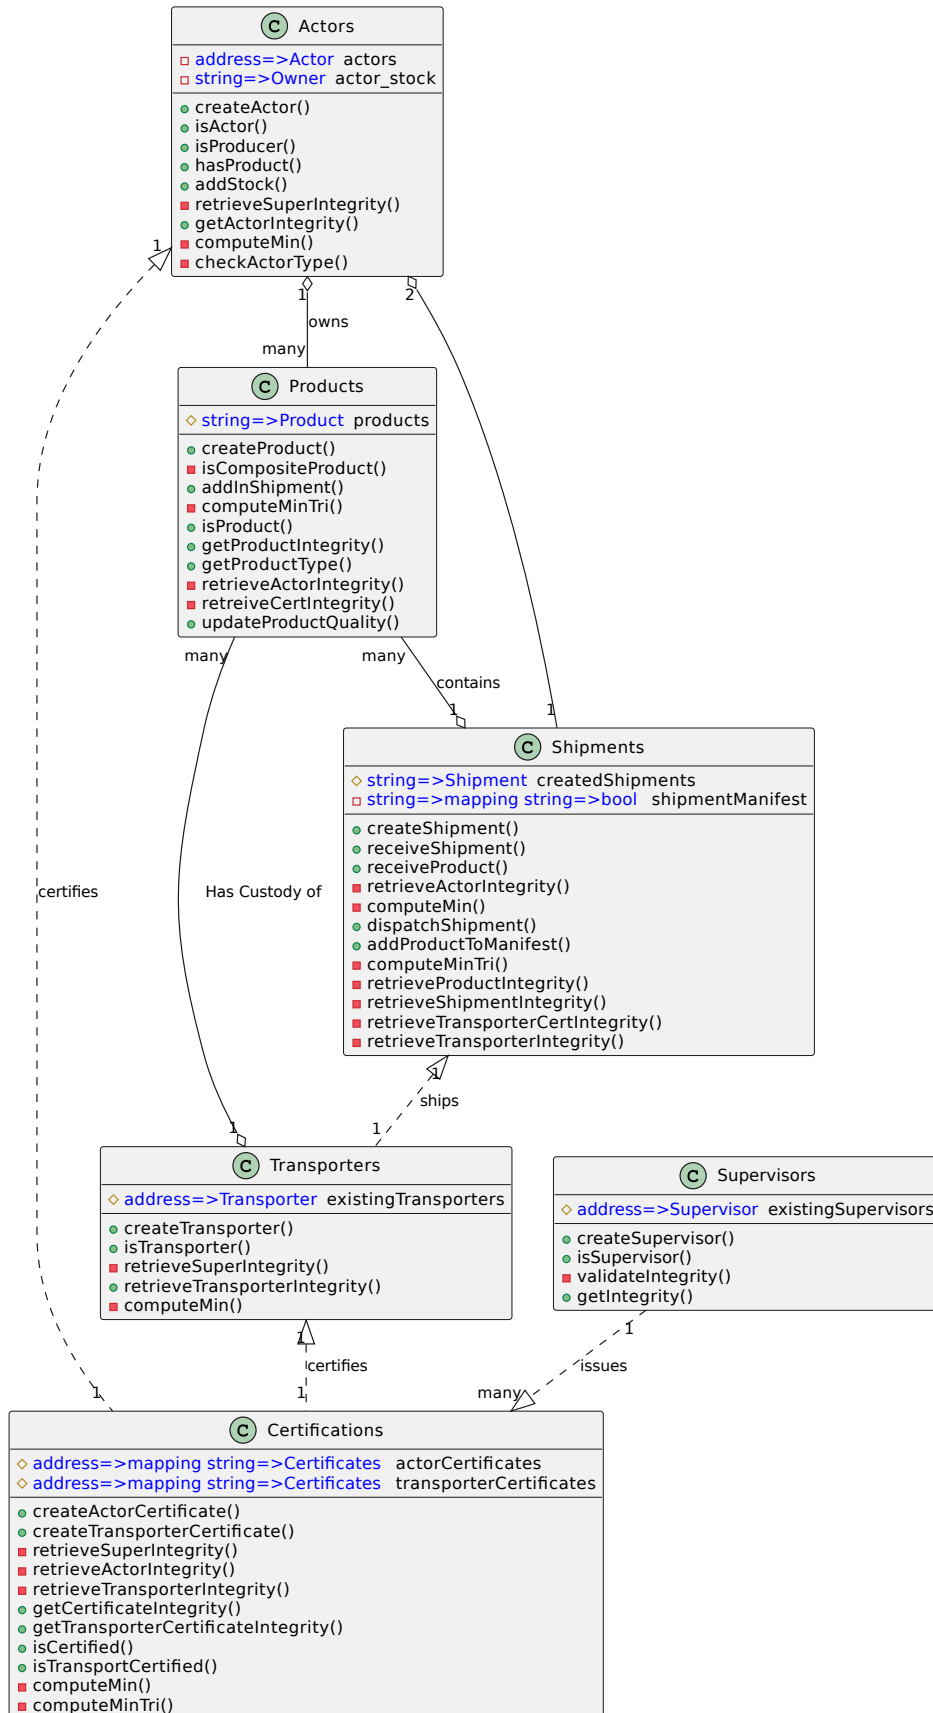 C Actors
address=>Actor actors
string=>Owner actor_stock
createActor()
isActor()
isProducer()
hasProduct()
addStock()
retrieveSuperIntegrity()
getActorIntegrity()
computeMin()
checkActorType()
1
1
2
owns
many
C Products
string=>Product products
createProduct()
isCompositeProduct()
addInShipment()
computeMinTri()
isProduct()
getProductIntegrity()
getProductType()
retrieveActorIntegrity()
retreiveCertIntegrity()
updateProductQuality()
many
many
contains
1
1
C Shipments
string=>Shipment createdShipments
string=>mapping string=>bool shipmentManifest
createShipment()
receiveShipment()
receiveProduct()
retrieveActorIntegrity()
computeMin()
dispatchShipment()
addProductToManifest()
computeMinTri()
retrieveProductIntegrity()
retrieveShipmentIntegrity()
retrieveTransporterCertIntegrity()
retrieveTransporterIntegrity()
certifies
Has Custody of
1
ships
1
1
C Transporters
address=>Transporter existingTransporters
createTransporter()
isTransporter()
retrieveSuperIntegrity()
retrieveTransporterIntegrity()
computeMin()
C Supervisors
address=>Supervisor existingSupervisors
createSupervisor()
isSupervisor()
validateIntegrity()
getIntegrity()
1
1
certifies
issues
1
1
many
C Certifications
address=>mapping string=>Certificates actorCertificates
address=>mapping string=>Certificates transporterCertificates
createActorCertificate()
createTransporterCertificate()
retrieveSuperIntegrity()
retrieveActorIntegrity()
retrieveTransporterIntegrity()
getCertificateIntegrity()
getTransporterCertificateIntegrity()
isCertified()
isTransportCertified()
computeMin()
computeMinTri()